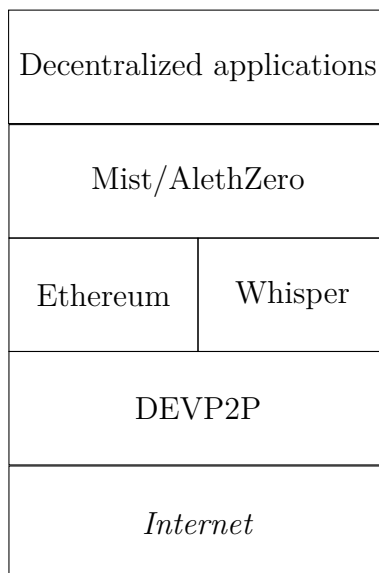 Decentralized applications
Mist/AlethZero
Ethereum
Whisper
DEVP2P
Internet